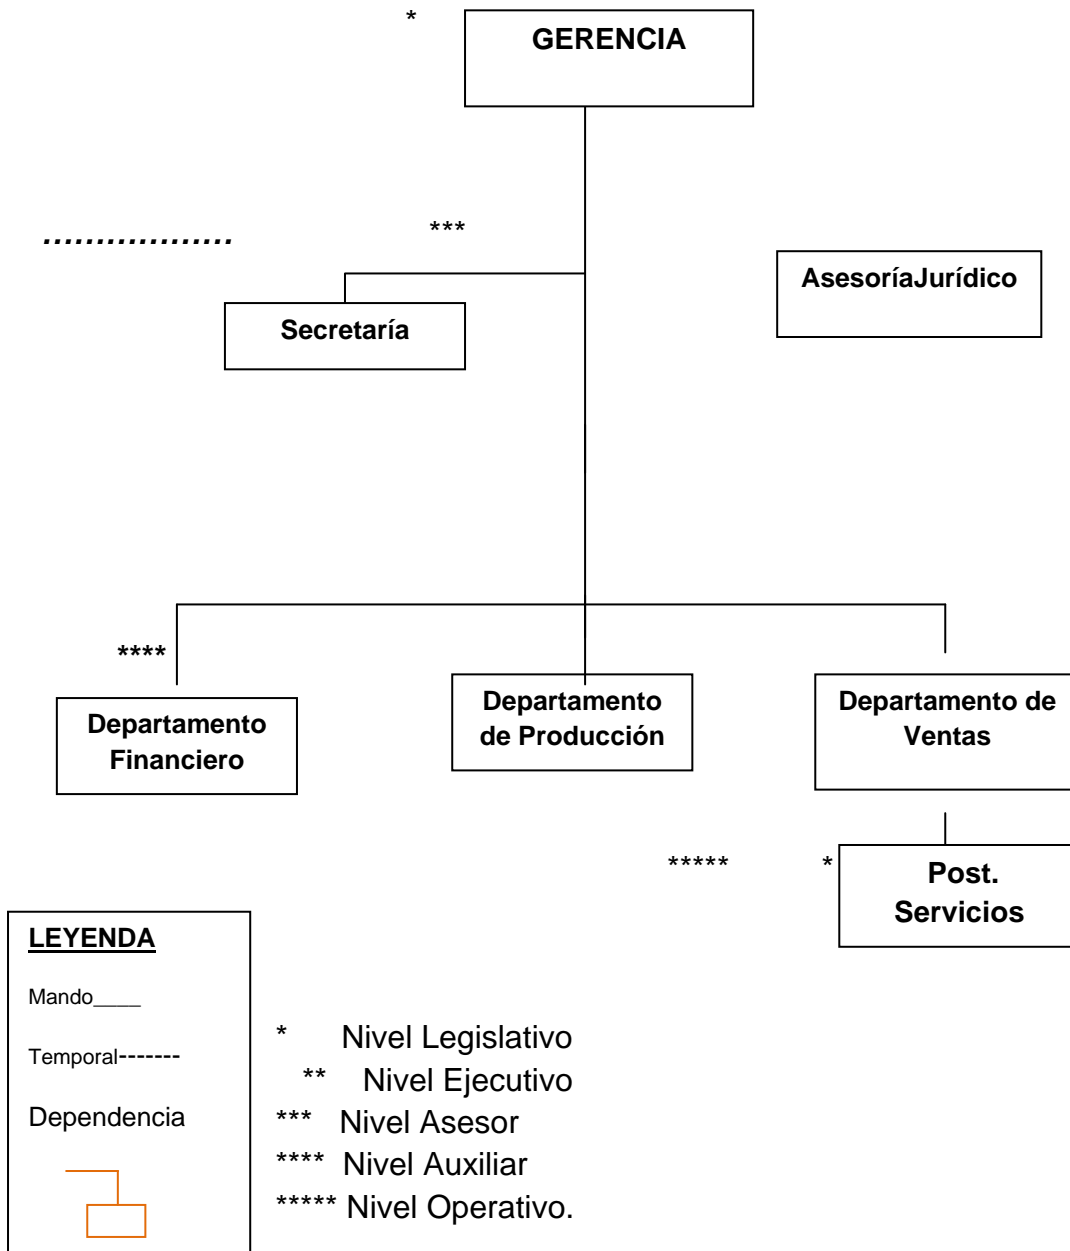 *
GERENCIA
..................
***
AsesoríaJurídico
Secretaría
****
Departamento
Financiero
Departamento
de Producción
Departamento de
Ventas
***** *
Post.
Servicios
LEYENDA
Mando____
Temporal-------
Dependencia
* Nivel Legislativo
** Nivel Ejecutivo
*** Nivel Asesor
**** Nivel Auxiliar
***** Nivel Operativo.